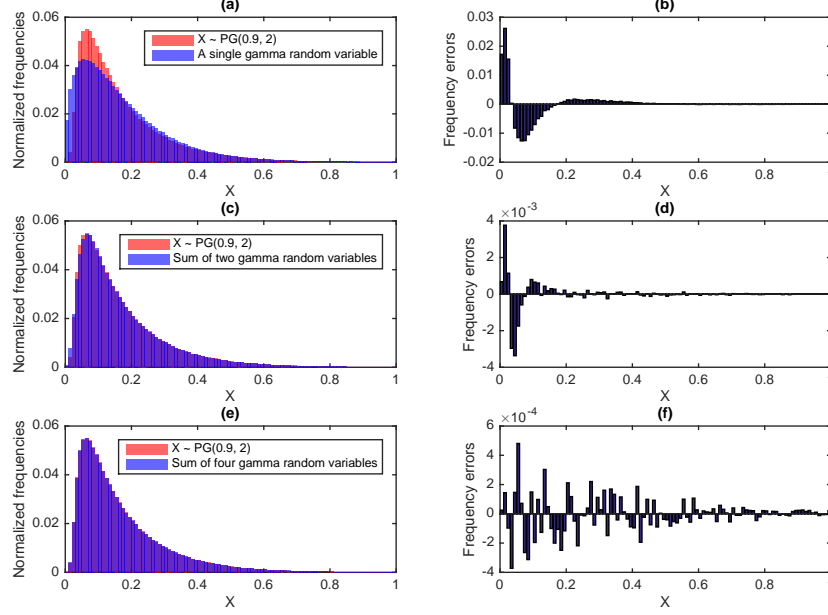 (a)
Normalized frequencies
0.06
0.04
0.02
0
X ~ PG(0.9, 2)
A single gamma random variable
0 0.2 0.4 0.6 0.8 1
X
(b)
Frequency errors
0.03
0.02
0.01
0
-0.01
-0.02
0 0.2 0.4 0.6 0.8 1
X
(c)
Normalized frequencies
0.06
0.04
0.02
0
X ~ PG(0.9, 2)
Sum of two gamma random variables
0 0.2 0.4 0.6 0.8 1
X
(d)
×10⁻³
Frequency errors
4
2
0
-2
-4
0 0.2 0.4 0.6 0.8 1
X
(e)
Normalized frequencies
0.06
0.04
0.02
0
X ~ PG(0.9, 2)
Sum of four gamma random variables
0 0.2 0.4 0.6 0.8 1
X
(f)
×10⁻⁴
Frequency errors
6
4
2
0
-2
-4
0 0.2 0.4 0.6 0.8 1
X